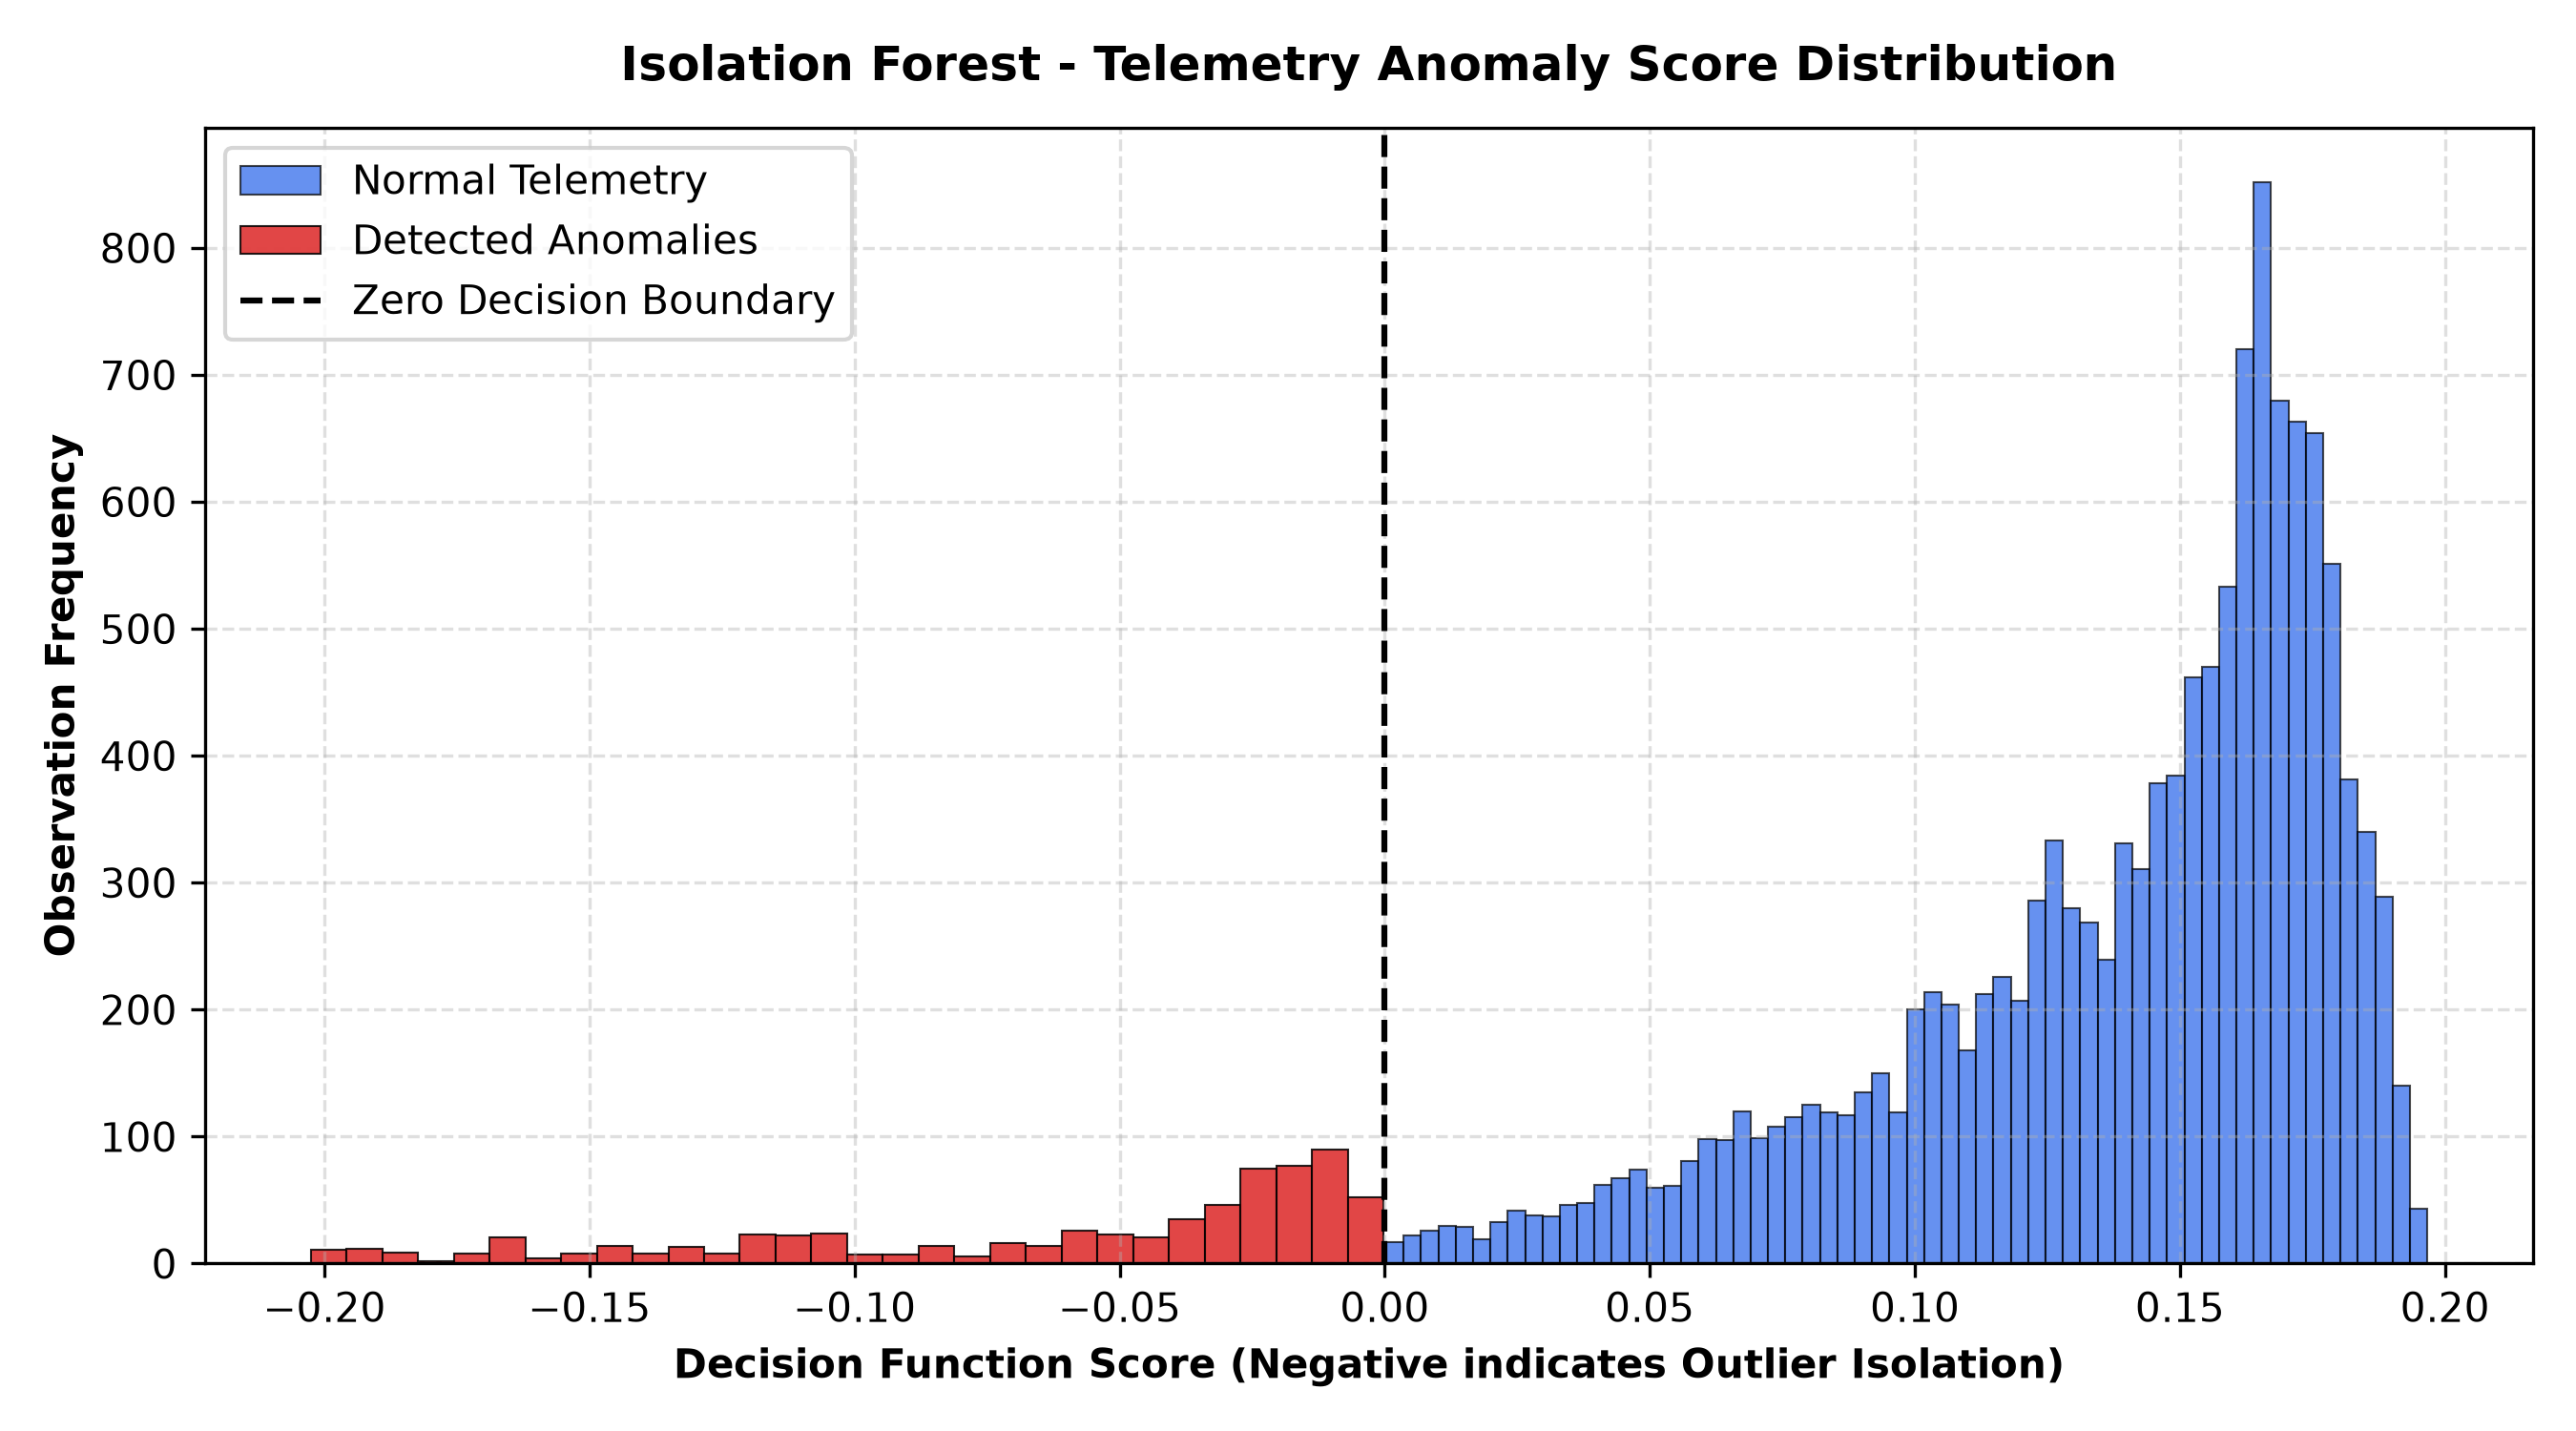 Isolation Forest - Telemetry Anomaly Score Distribution
Normal Telemetry
Detected Anomalies
Zero Decision Boundary
Observation Frequency
800
700
600
500
400
300
200
100
0
−0.20 −0.15 −0.10 −0.05 0.00 0.05 0.10 0.15 0.20
Decision Function Score (Negative indicates Outlier Isolation)